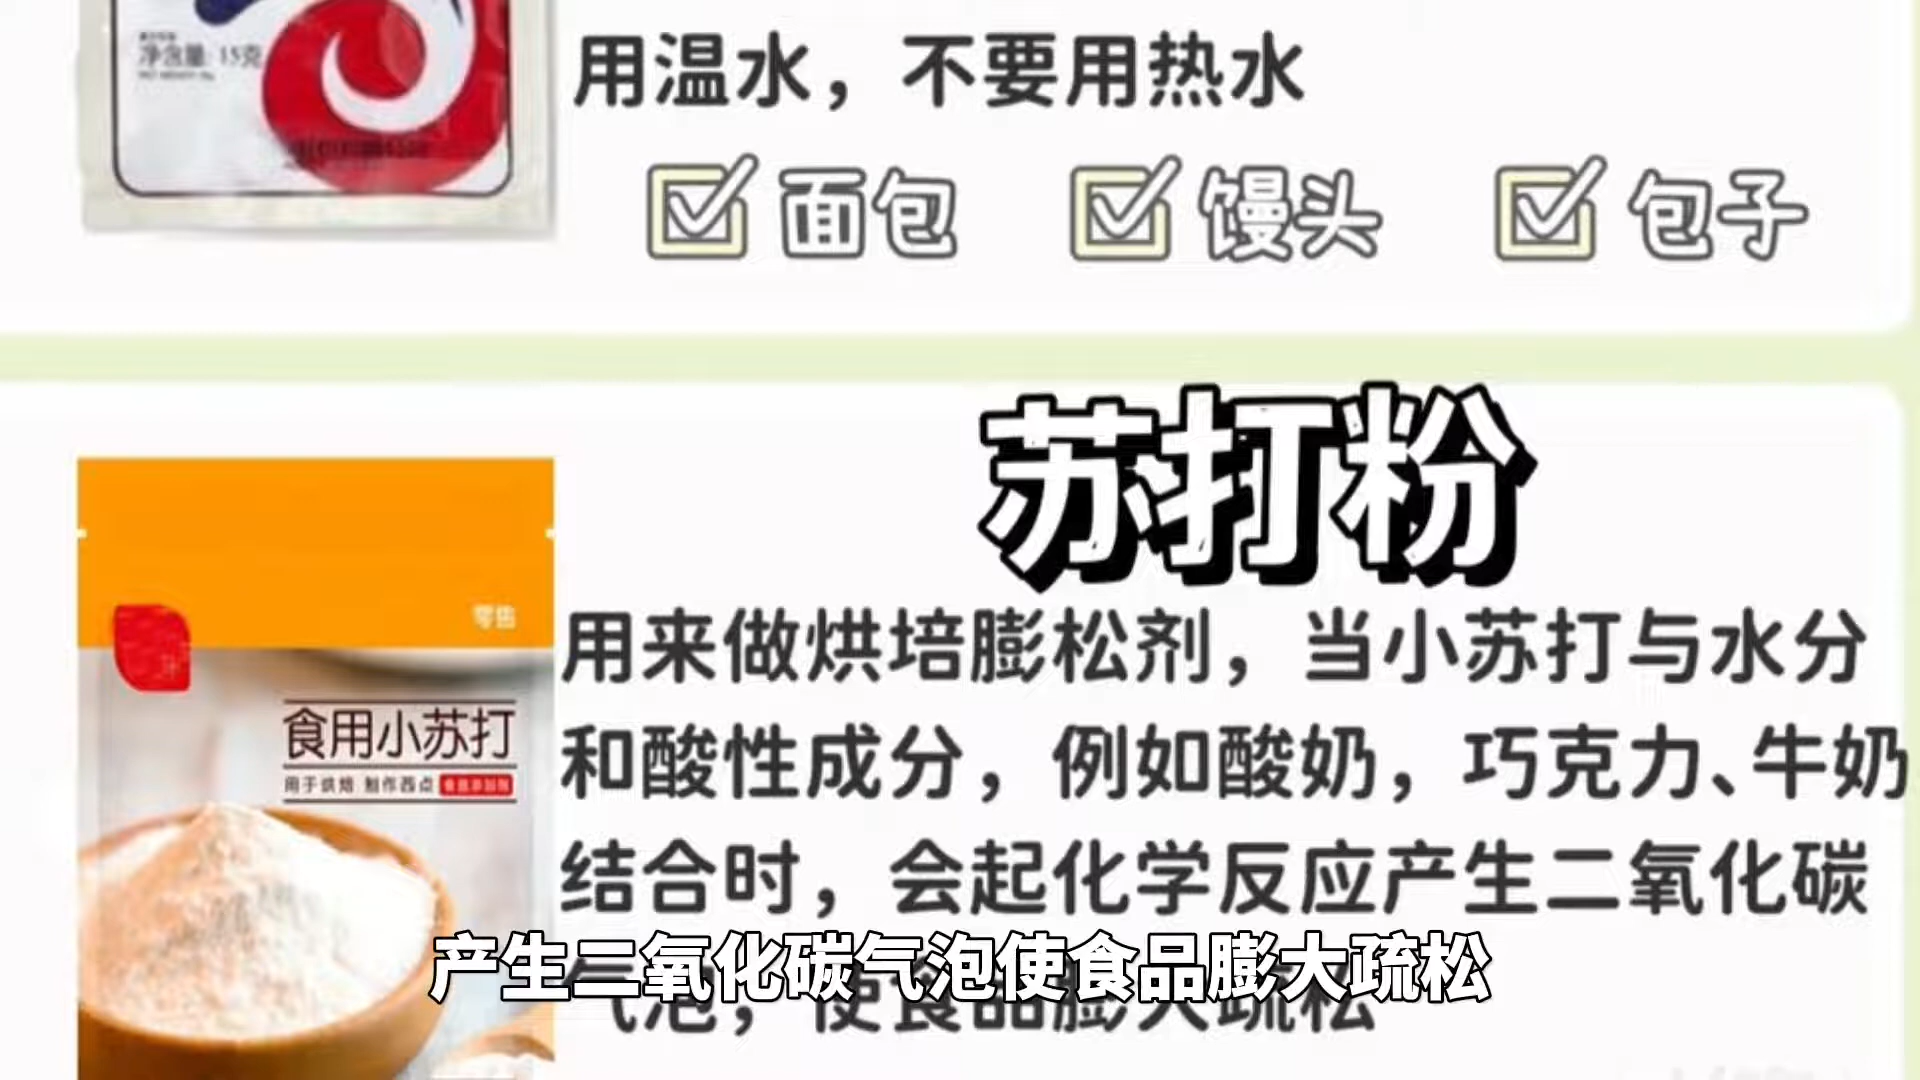 净含量: 15克
用温水，不要用热水
面包 馒头 包子
苏打粉
零售
食用小苏打
用于烘焙 制作西点
用来做烘培膨松剂，当小苏打与水分
和酸性成分，例如酸奶，巧克力、牛奶
结合时，会起化学反应产生二氧化碳
气泡，使食品膨大疏松
产生二氧化碳气泡使食品膨大疏松